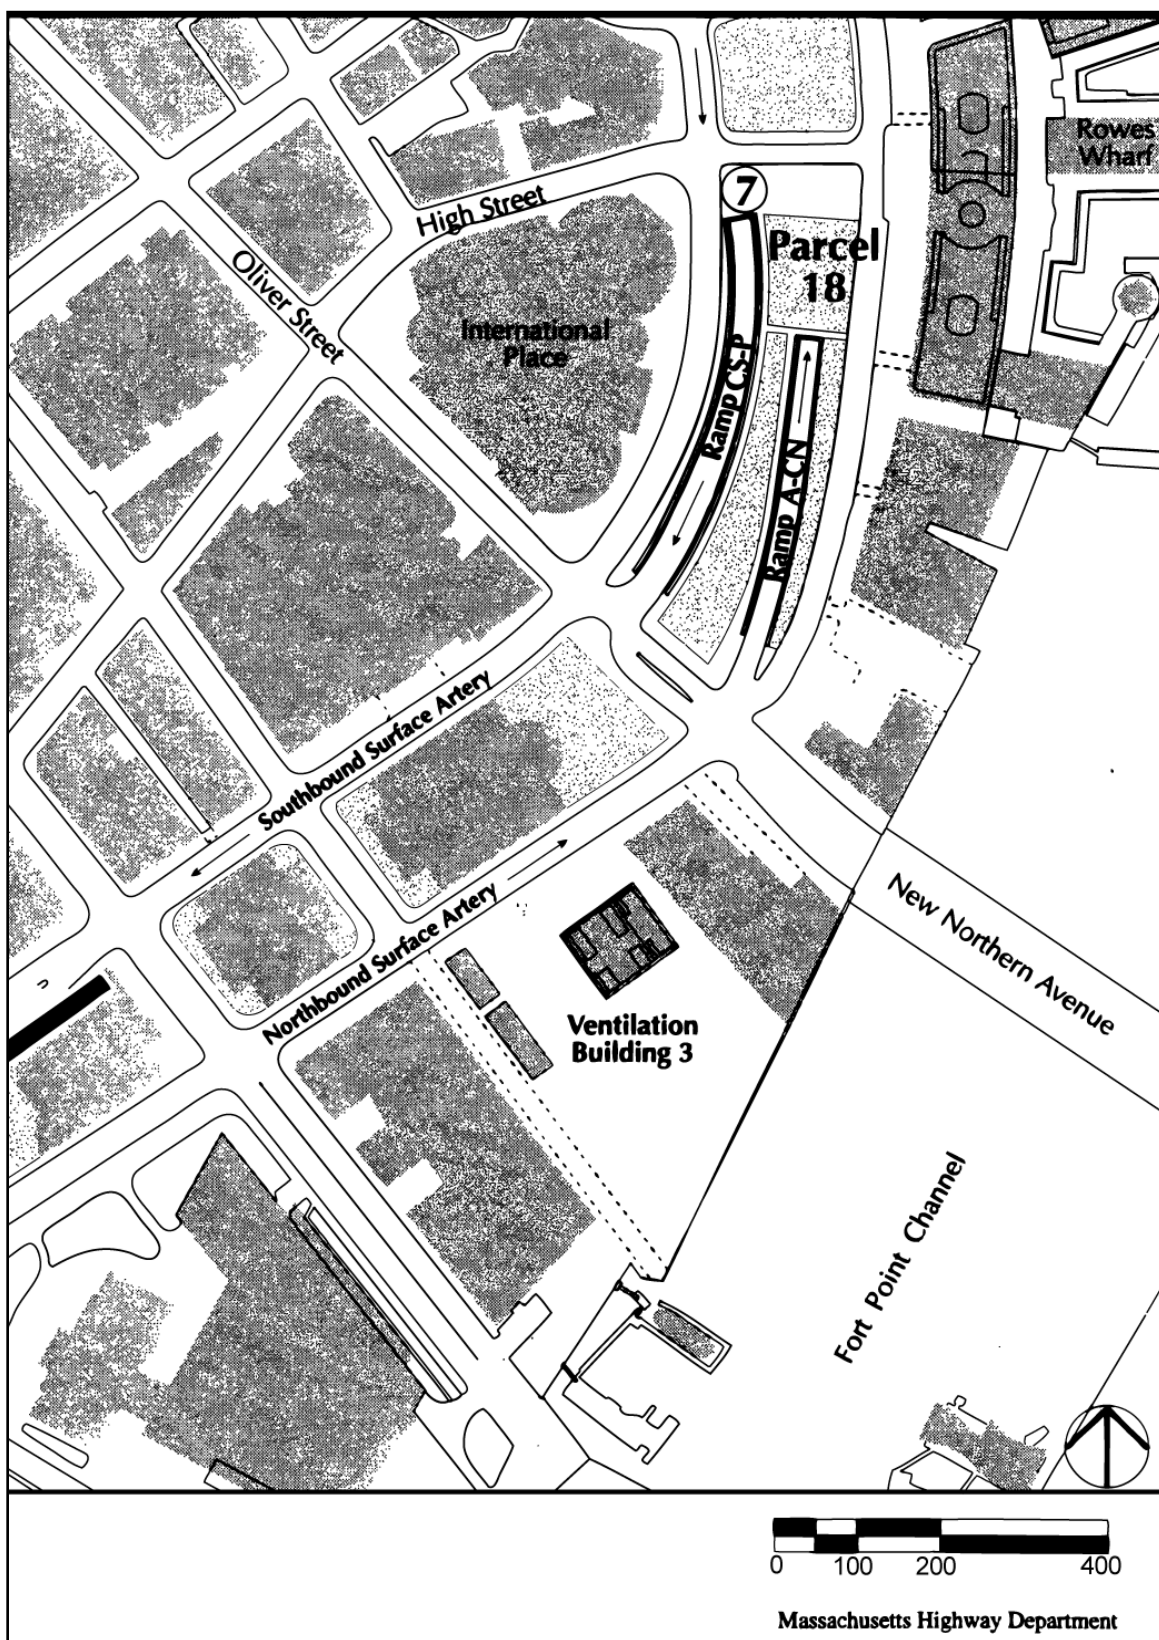 Rowes
Wharf
7
High Street
Parcel
18
Oliver Street
International
Place
Ramp CS-P
Ramp A-CN
Southbound Surface Artery
Northbound Surface Artery
New Northern Avenue
Ventilation
Building 3
Fort Point Channel
0 100 200 400
Massachusetts Highway Department